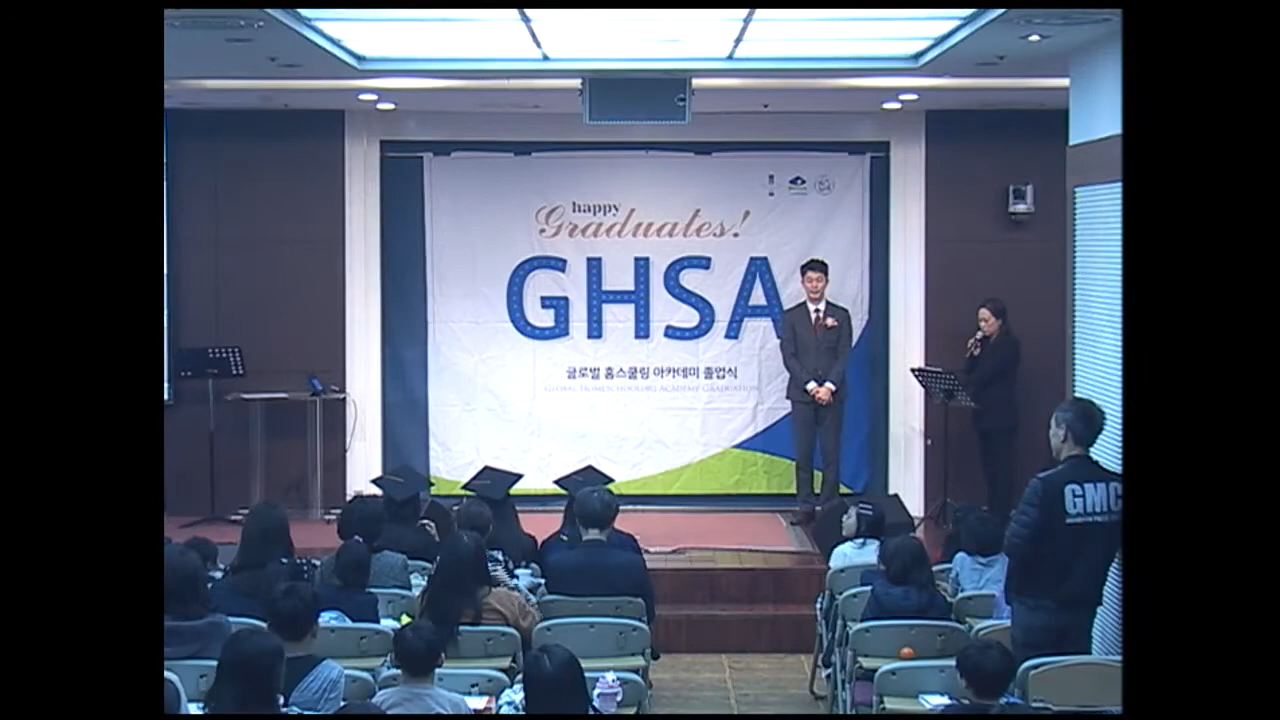 happy
Graduates!
GHSA
글로벌 홈스쿨링 아카데미 졸업식
GLOBAL HOMESCHOOLING ACADEMY GRADUATION
GMC